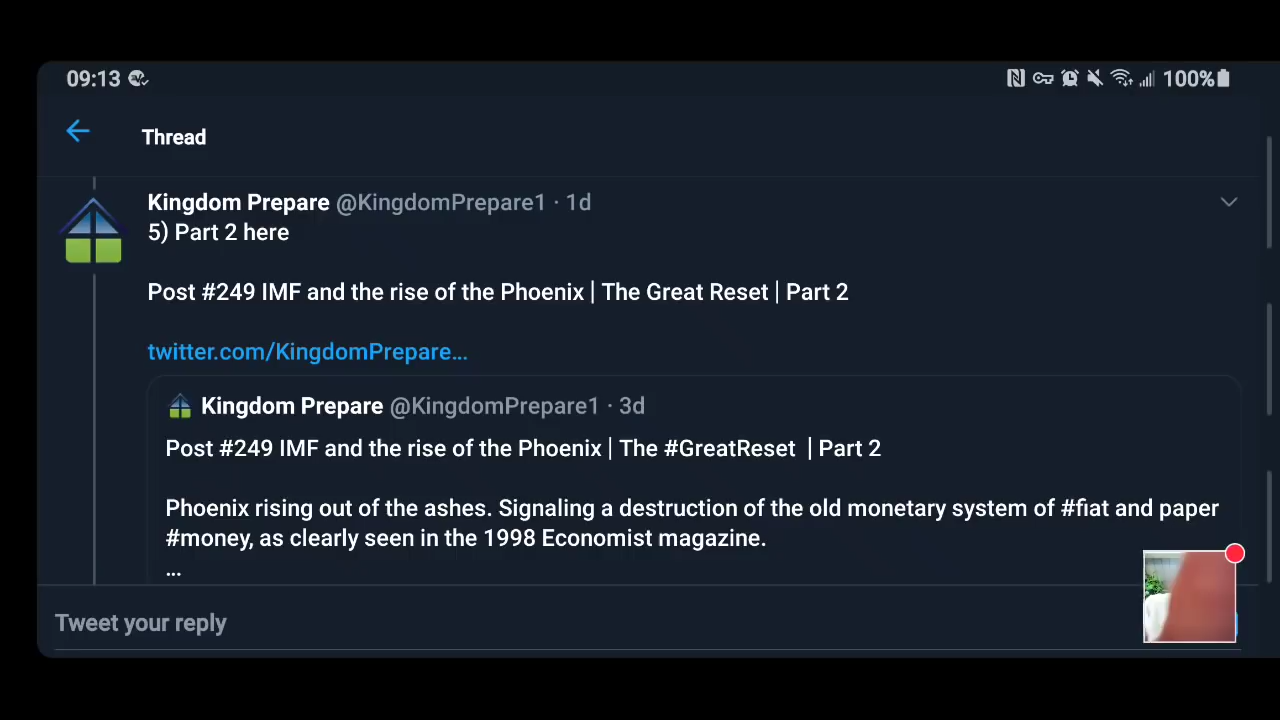 09:13 100%
Thread
Kingdom Prepare @KingdomPrepare1 · 1d
5) Part 2 here
Post #249 IMF and the rise of the Phoenix | The Great Reset | Part 2
twitter.com/KingdomPrepare…
Kingdom Prepare @KingdomPrepare1 · 3d
Post #249 IMF and the rise of the Phoenix | The #GreatReset | Part 2
Phoenix rising out of the ashes. Signaling a destruction of the old monetary system of #fiat and paper
#money, as clearly seen in the 1998 Economist magazine.
...
Tweet your reply